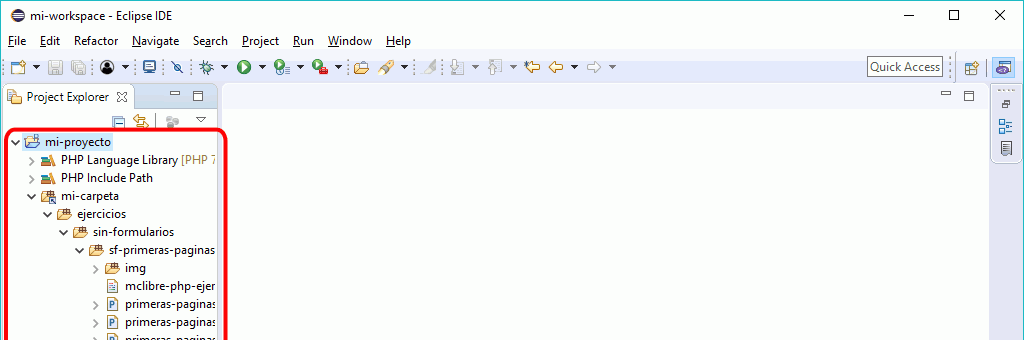 mi-workspace - Eclipse IDE
File Edit Refactor Navigate Search Project Run Window Help
Quick Access
Project Explorer
mi-proyecto
PHP Language Library [PHP 7
PHP Include Path
mi-carpeta
ejercicios
sin-formularios
sf-primeras-paginas
img
mclibre-php-ejer
primeras-paginas
primeras-paginas
primeras-paginas